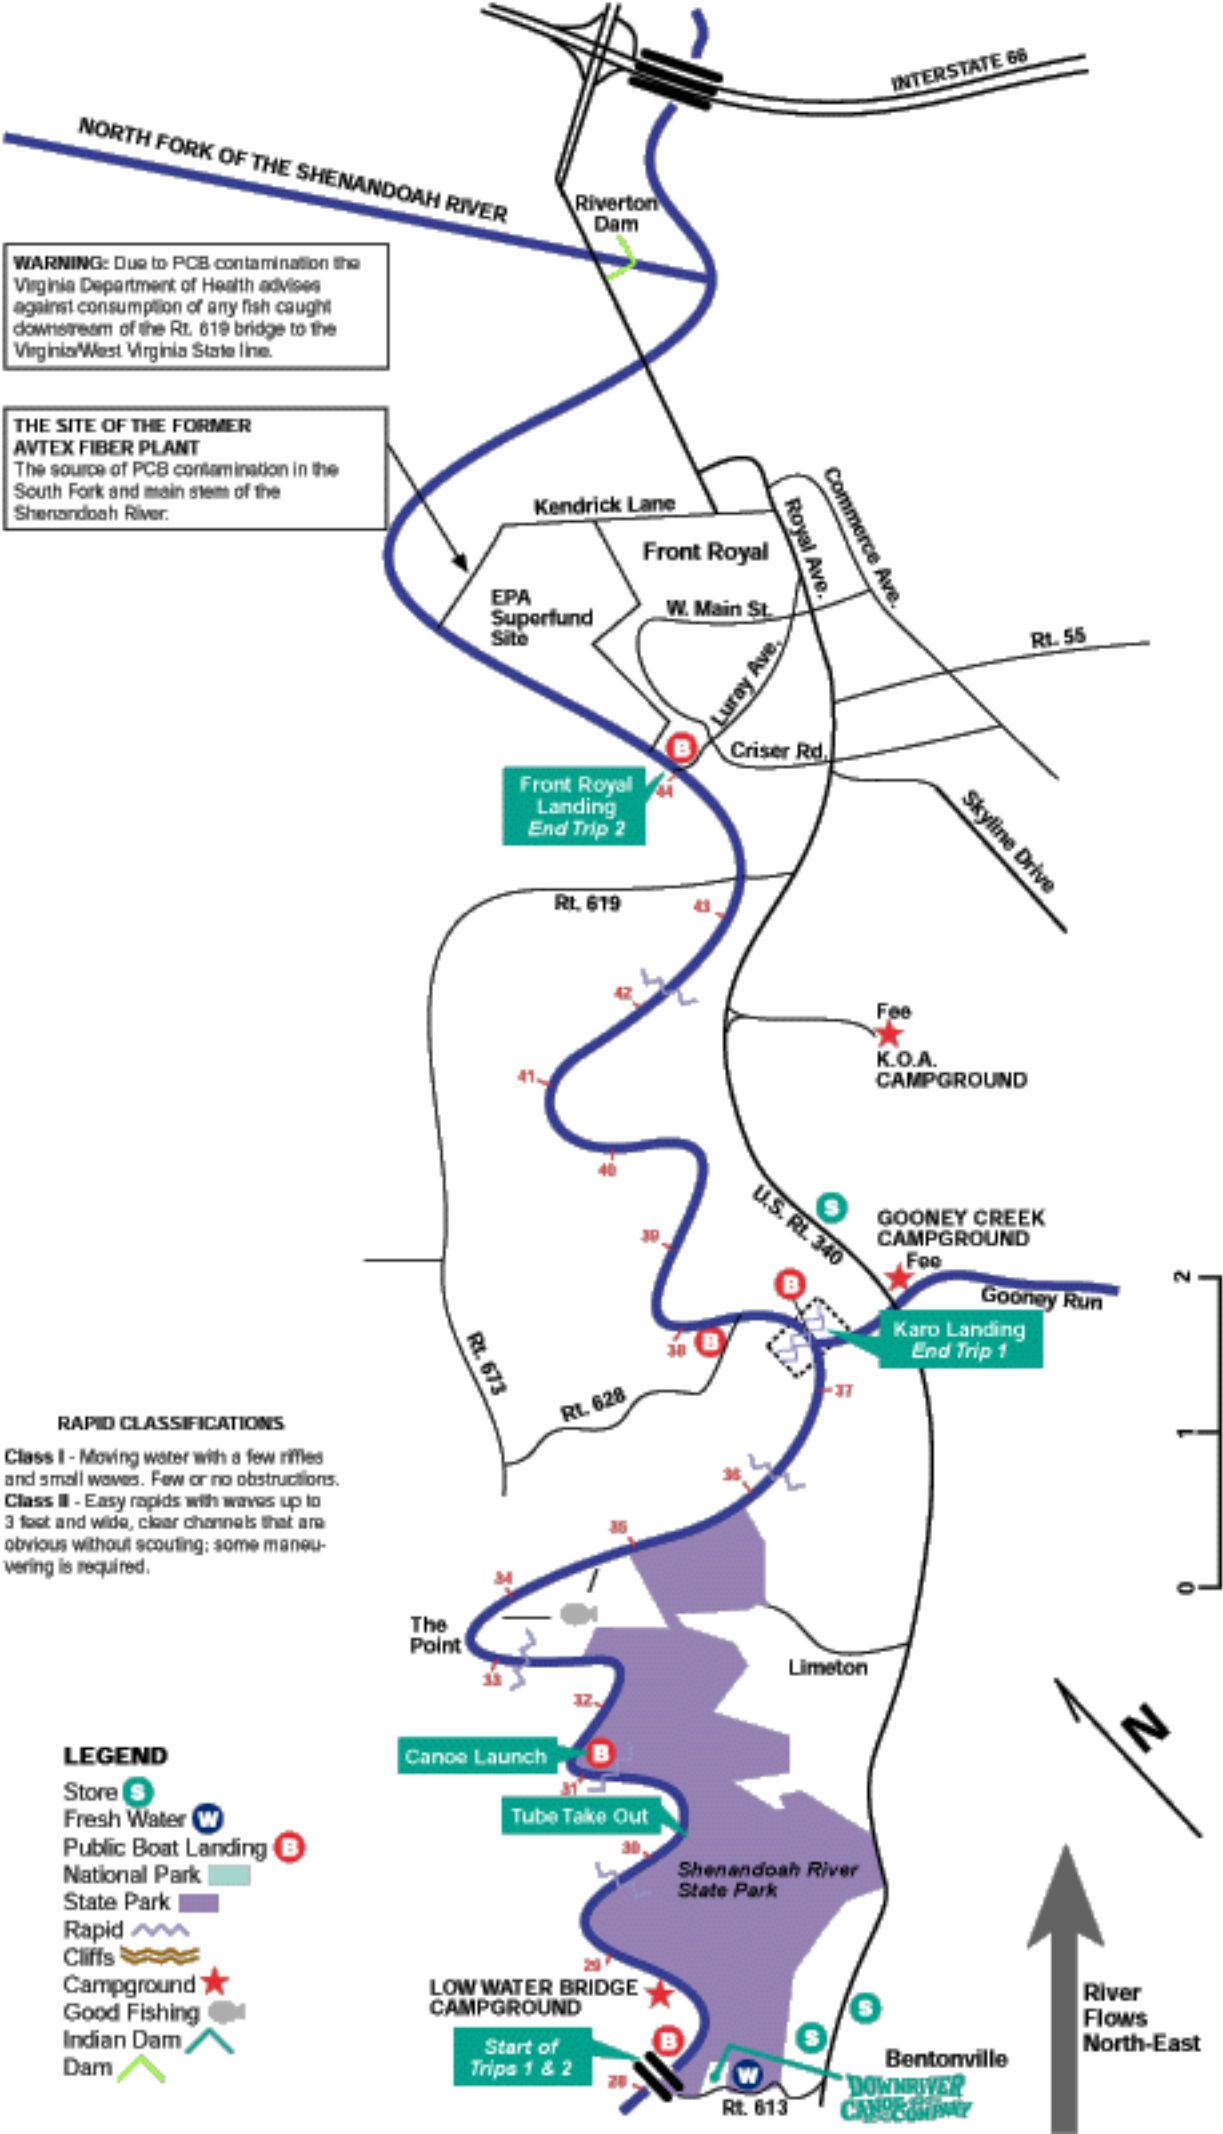 INTERSTATE 66
NORTH FORK OF THE SHENANDOAH RIVER
Riverton
Dam
WARNING: Due to PCB contamination the
Virginia Department of Health advises
against consumption of any fish caught
downstream of the Rt. 619 bridge to the
Virginia/West Virginia State line.
THE SITE OF THE FORMER
AVTEX FIBER PLANT
The source of PCB contamination in the
South Fork and main stem of the
Shenandoah River.
Kendrick Lane
Front Royal
Royal Ave.
Commerce Ave.
EPA
Superfund
Site
W. Main St.
Rt. 55
Luray Ave.
B
Criser Rd.
Front Royal
Landing
End Trip 2
44
Skyline Drive
Rt. 619
43
42
Fee
K.O.A.
CAMPGROUND
41
40
U.S. Rt. 340
S
GOONEY CREEK
CAMPGROUND
Fee
39
B
Gooney Run
2
Karo Landing
End Trip 1
38
B
Rt. 673
37
Rt. 628
1
RAPID CLASSIFICATIONS
Class I - Moving water with a few riffles
and small waves. Few or no obstructions.
Class II - Easy rapids with waves up to
3 feet and wide, clear channels that are
obvious without scouting; some maneu-
vering is required.
36
35
34
0
The
Point
33
Limeton
32
N
Canoe Launch
B
31
Tube Take Out
30
Shenandoah River
State Park
LEGEND
Store S
Fresh Water W
Public Boat Landing B
National Park
State Park
Rapid
Cliffs
Campground
Good Fishing
Indian Dam
Dam
29
LOW WATER BRIDGE
CAMPGROUND
River
Flows
North-East
S
S
B
Start of
Trips 1 & 2
28
W
Bentonville
DOWNRIVER
CANOE COMPANY
Rt. 613